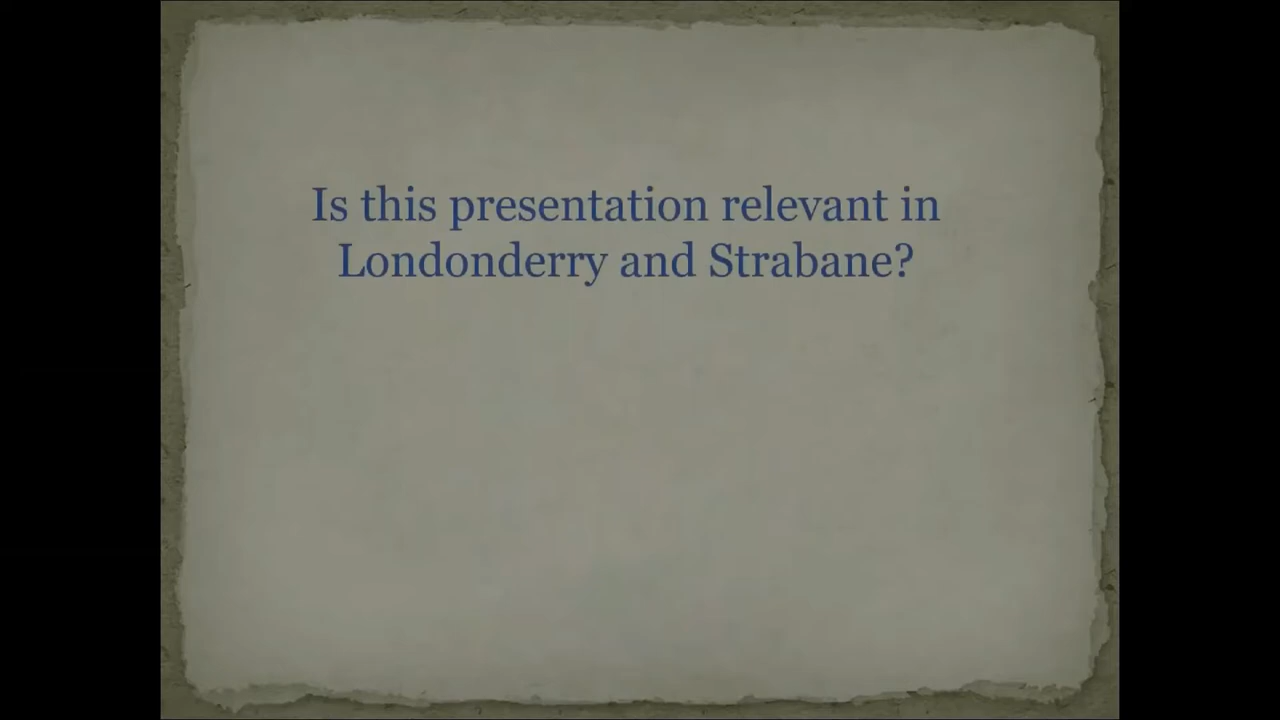 Is this presentation relevant in
Londonderry and Strabane?